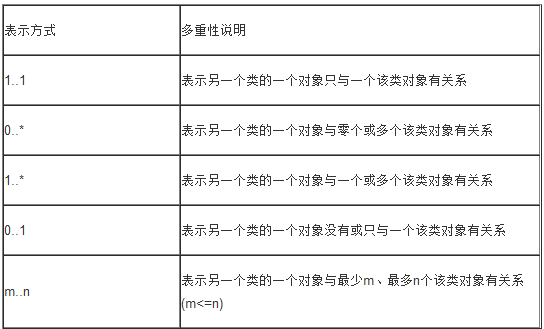 表示方式 多重性说明
1..1 表示另一个类的一个对象只与一个该类对象有关系
0..* 表示另一个类的一个对象与零个或多个该类对象有关系
1..* 表示另一个类的一个对象与一个或多个该类对象有关系
0..1 表示另一个类的一个对象没有或只与一个该类对象有关系
m..n 表示另一个类的一个对象与最少m、最多n个该类对象有关系
(m<=n)